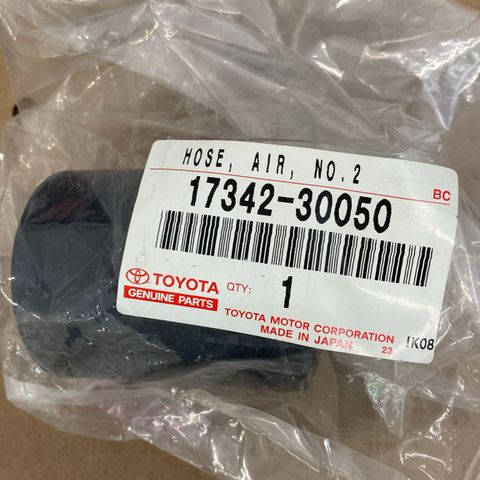 HOSE, AIR, NO.2
BC
17342-30050
TOYOTA
GENUINE PARTS
QTY: 1
TOYOTA MOTOR CORPORATION
MADE IN JAPAN 23 IK08